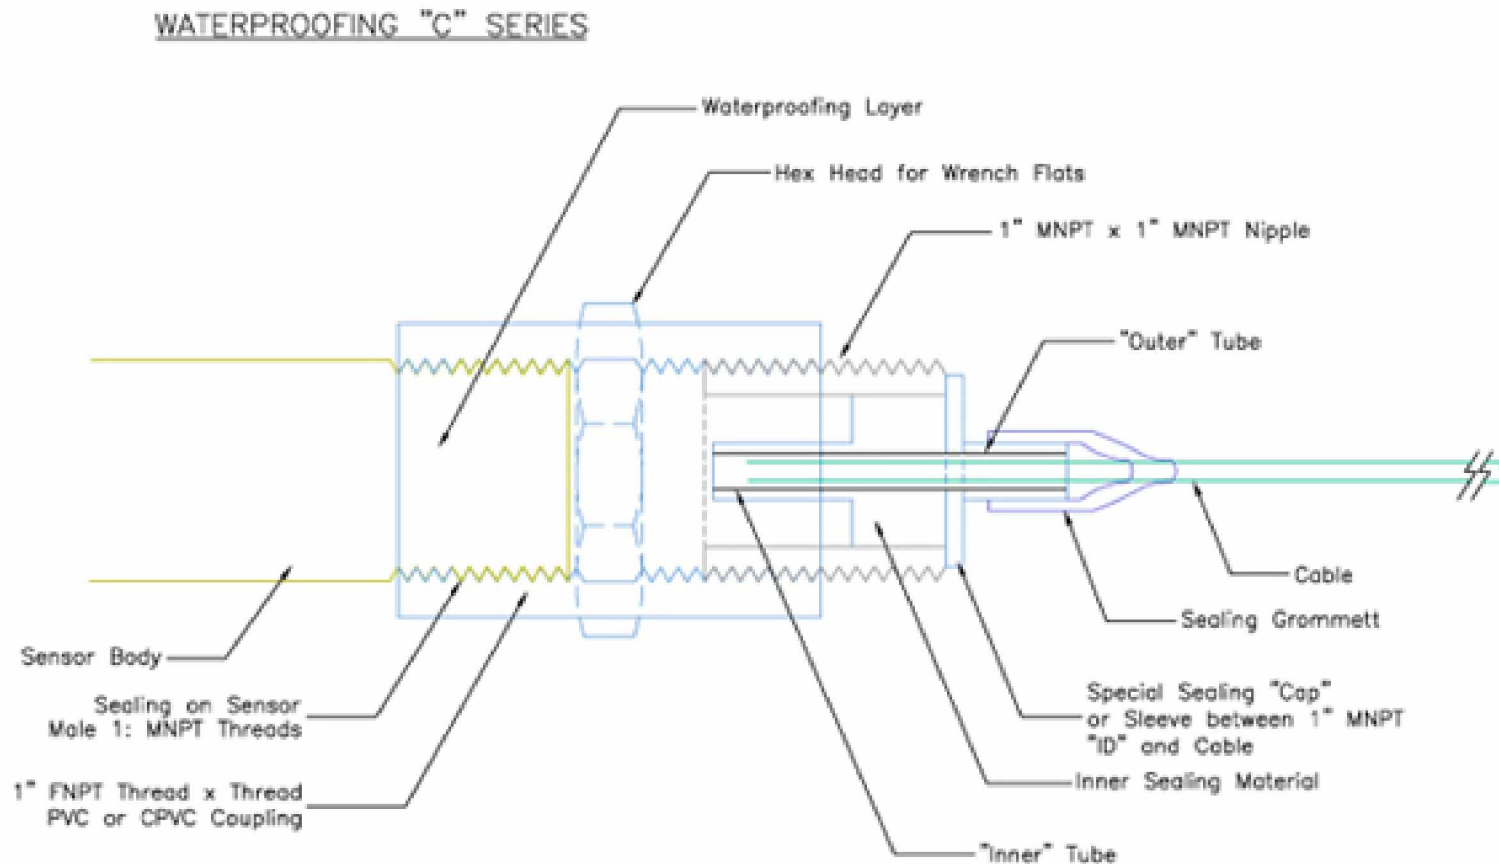 WATERPROOFING "C" SERIES
Waterproofing Layer
Hex Head for Wrench Flats
1" MNPT x 1" MNPT Nipple
"Outer" Tube
Cable
Sealing Grommett
Sensor Body
Sealing on Sensor
Male 1: MNPT Threads
Special Sealing "Cap"
or Sleeve between 1" MNPT
"ID" and Cable
Inner Sealing Material
1" FNPT Thread x Thread
PVC or CPVC Coupling
"Inner" Tube